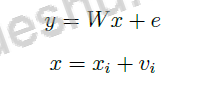 y = Wx + e
x = x_i + v_i